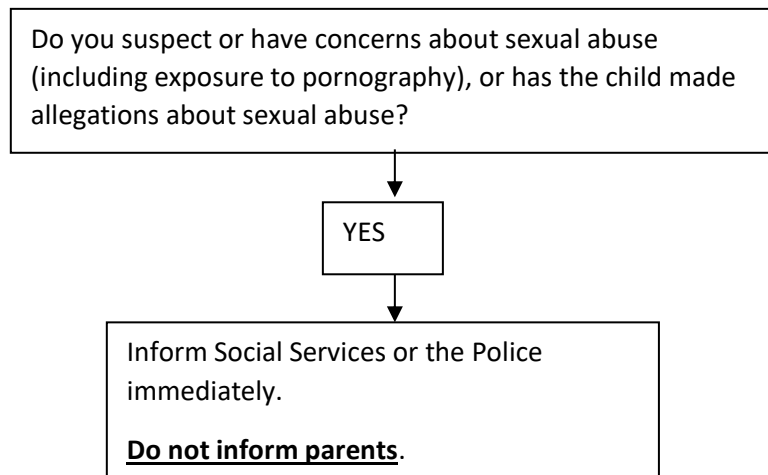 Do you suspect or have concerns about sexual abuse
(including exposure to pornography), or has the child made
allegations about sexual abuse?
YES
Inform Social Services or the Police
immediately.
Do not inform parents.